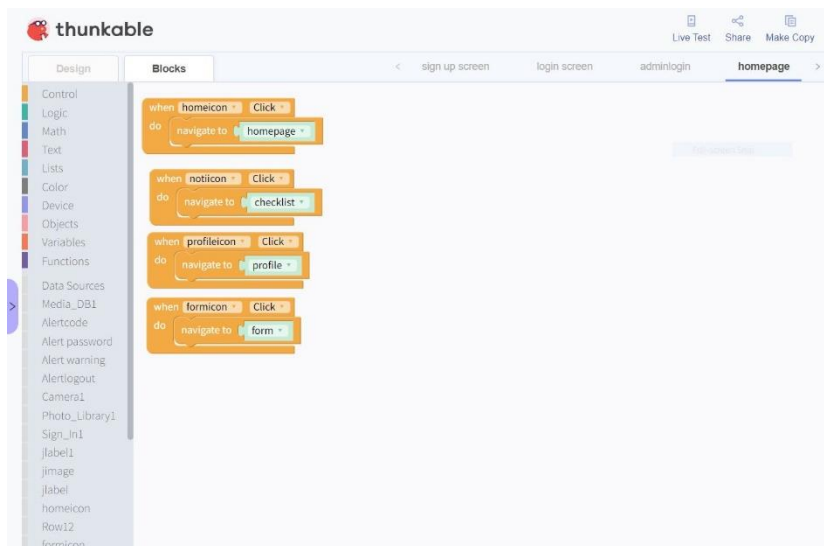 thunkable
Live Test Share Make Copy
Design Blocks < sign up screen login screen adminlogin homepage >
Control
Logic
Math
Text
Lists
Color
Device
Objects
Variables
Functions
Data Sources
Media_DB1
Alertcode
Alert password
Alert warning
Alertlogout
Camera1
Photo_Library1
Sign_In1
jlabel1
jimage
jlabel
homeicon
Row12
formicon
when homeicon Click
do navigate to homepage
when notiicon Click
do navigate to checklist
when profileicon Click
do navigate to profile
when formicon Click
do navigate to form